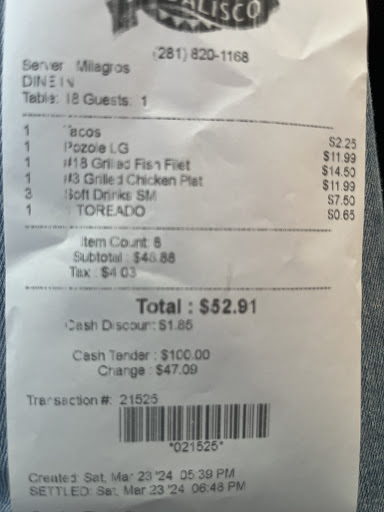 JALISCO
(281) 820-1168
Server Milagros
DINE IN
Table: 18 Guests: 1
1 Tacos $2.25
1 Pozole LG $11.99
1 #18 Grilled Fish Filet $14.50
1 #3 Grilled Chicken Plat $11.99
3 Soft Drinks SM $7.50
1 TOREADO $0.65
Item Count: 8
Subtotal: $48.88
Tax: $4.03
Total : $52.91
Cash Discount: $1.85
Cash Tender : $100.00
Change : $47.09
Transaction #: 21525
*021525*
Created: Sat, Mar 23 '24 05:39 PM
SETTLED: Sat, Mar 23 '24 06:48 PM